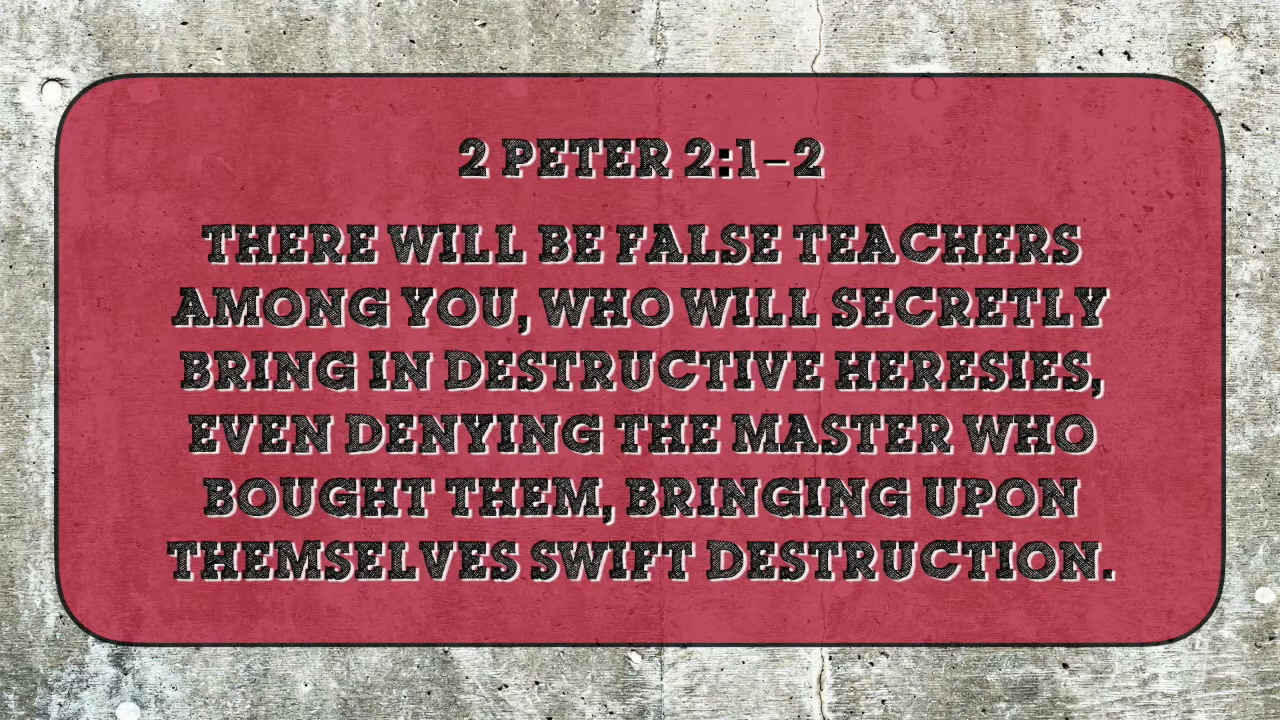 2 PETER 2:1–2
THERE WILL BE FALSE TEACHERS
AMONG YOU, WHO WILL SECRETLY
BRING IN DESTRUCTIVE HERESIES,
EVEN DENYING THE MASTER WHO
BOUGHT THEM, BRINGING UPON
THEMSELVES SWIFT DESTRUCTION.